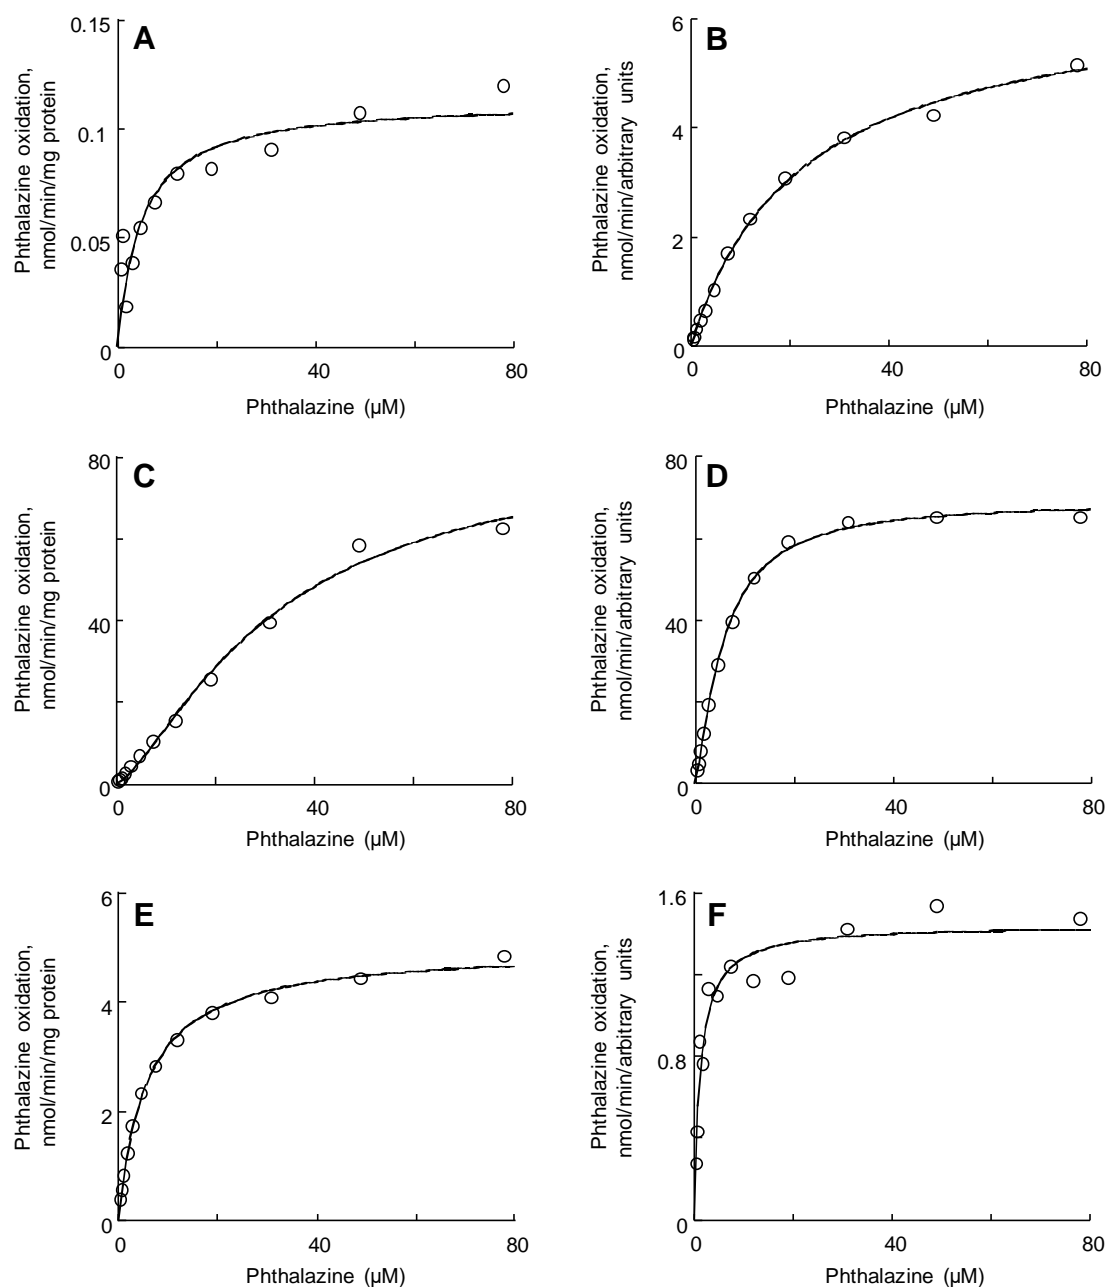 A
Phthalazine oxidation,
nmol/min/mg protein
0.15
0.1
0.05
0
0 40 80
Phthalazine (µM)
B
Phthalazine oxidation,
nmol/min/arbitrary units
6
4
2
0
0 40 80
Phthalazine (µM)
C
Phthalazine oxidation,
nmol/min/mg protein
80
40
0
0 40 80
Phthalazine (µM)
D
Phthalazine oxidation,
nmol/min/arbitrary units
80
40
0
0 40 80
Phthalazine (µM)
E
Phthalazine oxidation,
nmol/min/mg protein
6
4
2
0
0 40 80
Phthalazine (µM)
F
Phthalazine oxidation,
nmol/min/arbitrary units
1.6
0.8
0
0 40 80
Phthalazine (µM)